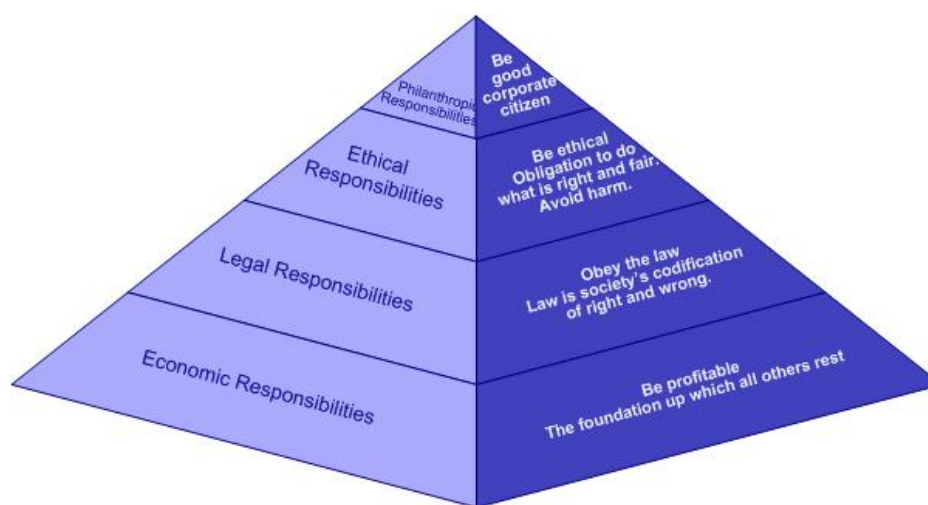 Philanthropic
Responsibilities
Be
good
corporate
citizen
Ethical
Responsibilities
Be ethical
Obligation to do
what is right and fair.
Avoid harm.
Legal Responsibilities
Obey the law
Law is society's codification
of right and wrong.
Economic Responsibilities
Be profitable
The foundation up which all others rest